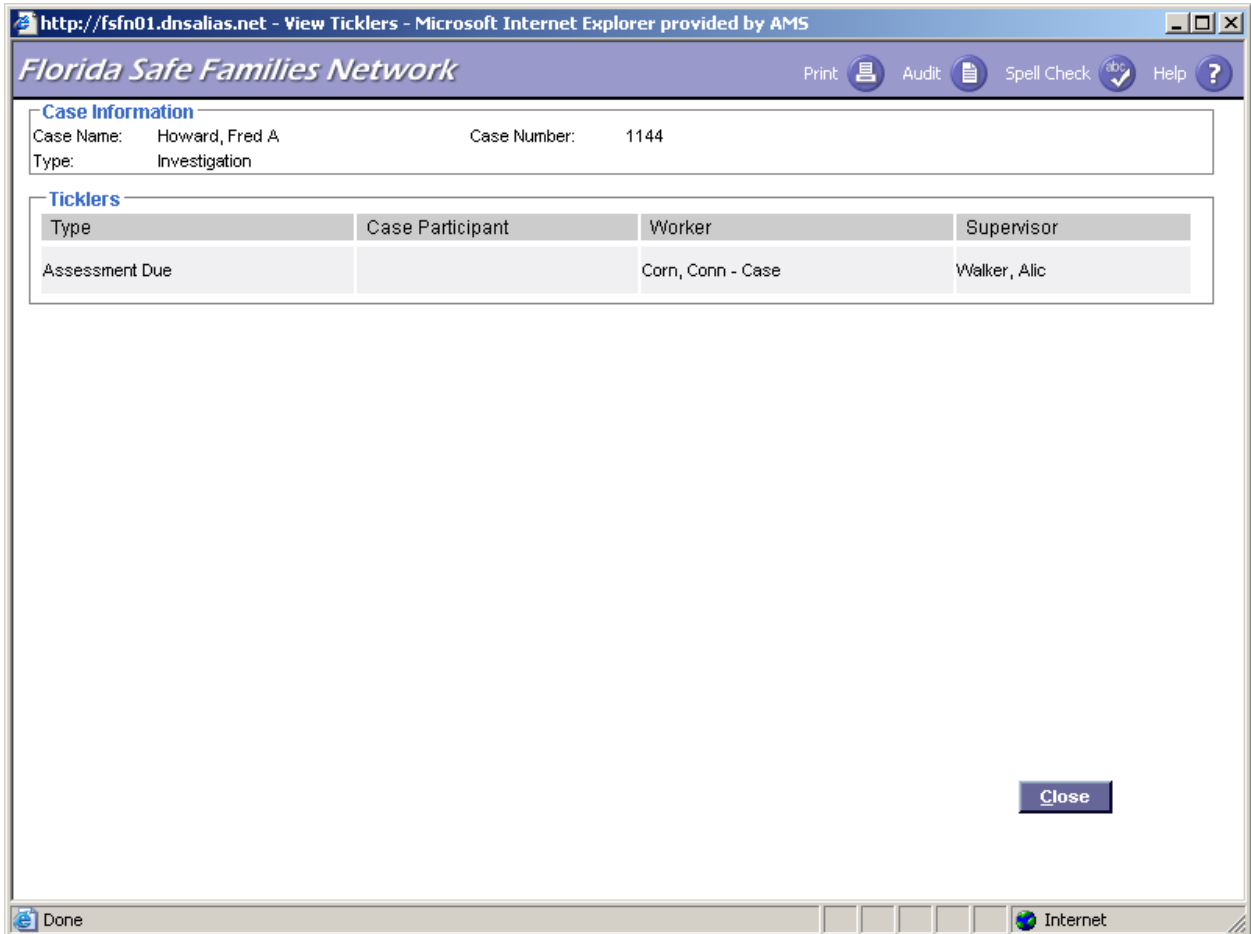 http://fsfn01.dnsalias.net - View Ticklers - Microsoft Internet Explorer provided by AMS
Florida Safe Families Network Print Audit abc Spell Check Help ?
Case Information
Case Name: Howard, Fred A Case Number: 1144
Type: Investigation
Ticklers
Type Case Participant Worker Supervisor
Assessment Due Corn, Conn - Case Walker, Alic
Close
Done Internet